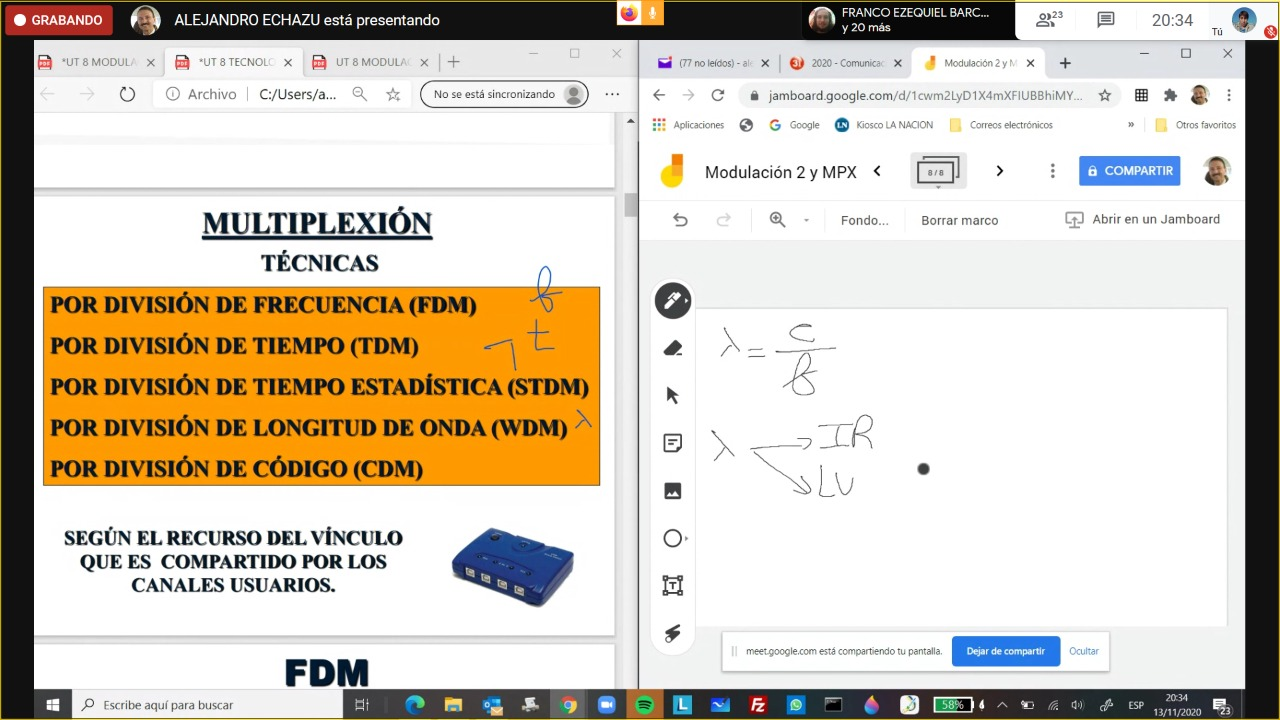 GRABANDO
ALEJANDRO ECHAZU está presentando
FRANCO EZEQUIEL BARC...
y 20 más
23
20:34
Tú
*UT 8 MODULA
*UT 8 TECNOLO
UT 8 MODULAC
Archivo
C:/Users/a...
No se está sincronizando
MULTIPLEXIÓN
TÉCNICAS
POR DIVISIÓN DE FRECUENCIA (FDM) f
POR DIVISIÓN DE TIEMPO (TDM) t
POR DIVISIÓN DE TIEMPO ESTADÍSTICA (STDM)
POR DIVISIÓN DE LONGITUD DE ONDA (WDM) λ
POR DIVISIÓN DE CÓDIGO (CDM)
SEGÚN EL RECURSO DEL VÍNCULO
QUE ES COMPARTIDO POR LOS
CANALES USUARIOS.
FDM
(77 no leídos) - ale
2020 - Comunicac
Modulación 2 y M
jamboard.google.com/d/1cwm2LyD1X4mXFIUBBhiMY...
Aplicaciones
Google
LN Kiosco LA NACION
Correos electrónicos
»
Otros favoritos
Modulación 2 y MPX
8 / 8
COMPARTIR
Fondo...
Borrar marco
Abrir en un Jamboard
λ = c
f
λ IR
LV
meet.google.com está compartiendo tu pantalla.
Dejar de compartir
Ocultar
Escribe aquí para buscar
58%
ESP
20:34
13/11/2020
23